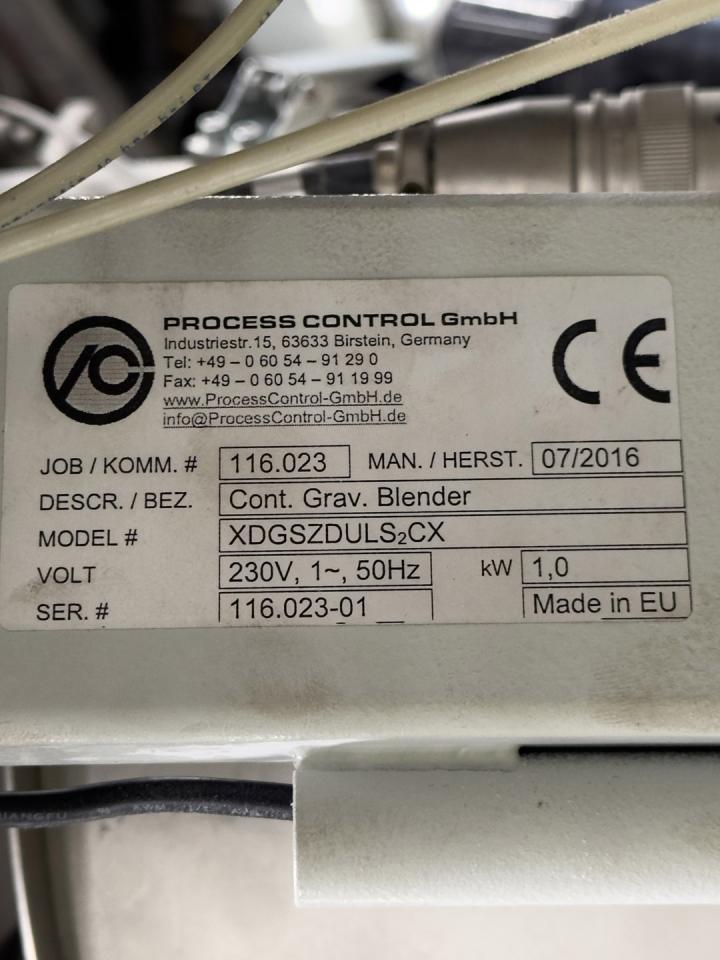 PROCESS CONTROL GmbH
Industriestr.15, 63633 Birstein, Germany
Tel: +49 – 0 60 54 – 91 29 0
Fax: +49 – 0 60 54 – 91 19 99
www.ProcessControl-GmbH.de
info@ProcessControl-GmbH.de
CE
JOB / KOMM. # 116.023 MAN. / HERST. 07/2016
DESCR. / BEZ. Cont. Grav. Blender
MODEL # XDGSZDULS₂CX
VOLT 230V, 1~, 50Hz kW 1,0
SER. # 116.023-01 Made in EU
AWM